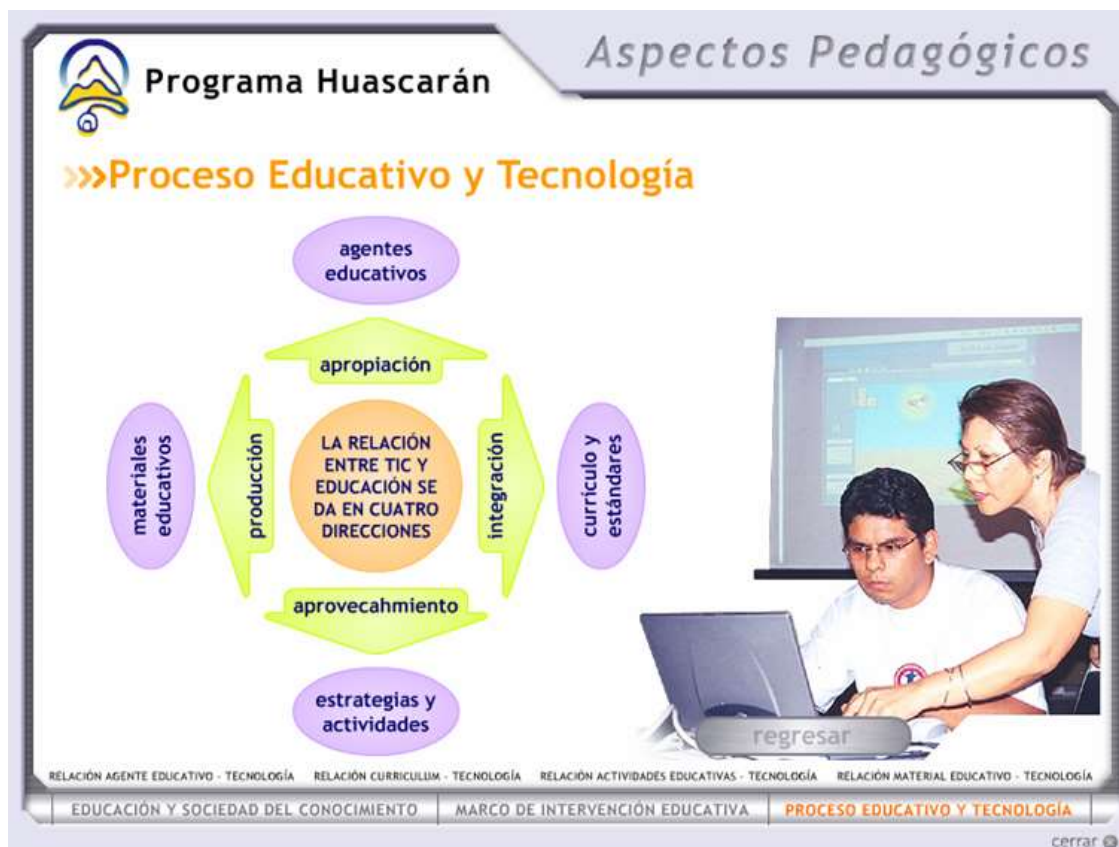 Aspectos Pedagógicos
Programa Huascarán
>>>Proceso Educativo y Tecnología
agentes
educativos
apropiación
materiales
educativos
producción
LA RELACIÓN
ENTRE TIC Y
EDUCACIÓN SE
DA EN CUATRO
DIRECCIONES
integración
currículo y
estándares
aprovecahmiento
estrategias y
actividades
regresar
RELACIÓN AGENTE EDUCATIVO - TECNOLOGÍA RELACIÓN CURRICULUM - TECNOLOGÍA RELACIÓN ACTIVIDADES EDUCATIVAS - TECNOLOGÍA RELACIÓN MATERIAL EDUCATIVO - TECNOLOGÍA
EDUCACIÓN Y SOCIEDAD DEL CONOCIMIENTO MARCO DE INTERVENCIÓN EDUCATIVA PROCESO EDUCATIVO Y TECNOLOGÍA
cerrar